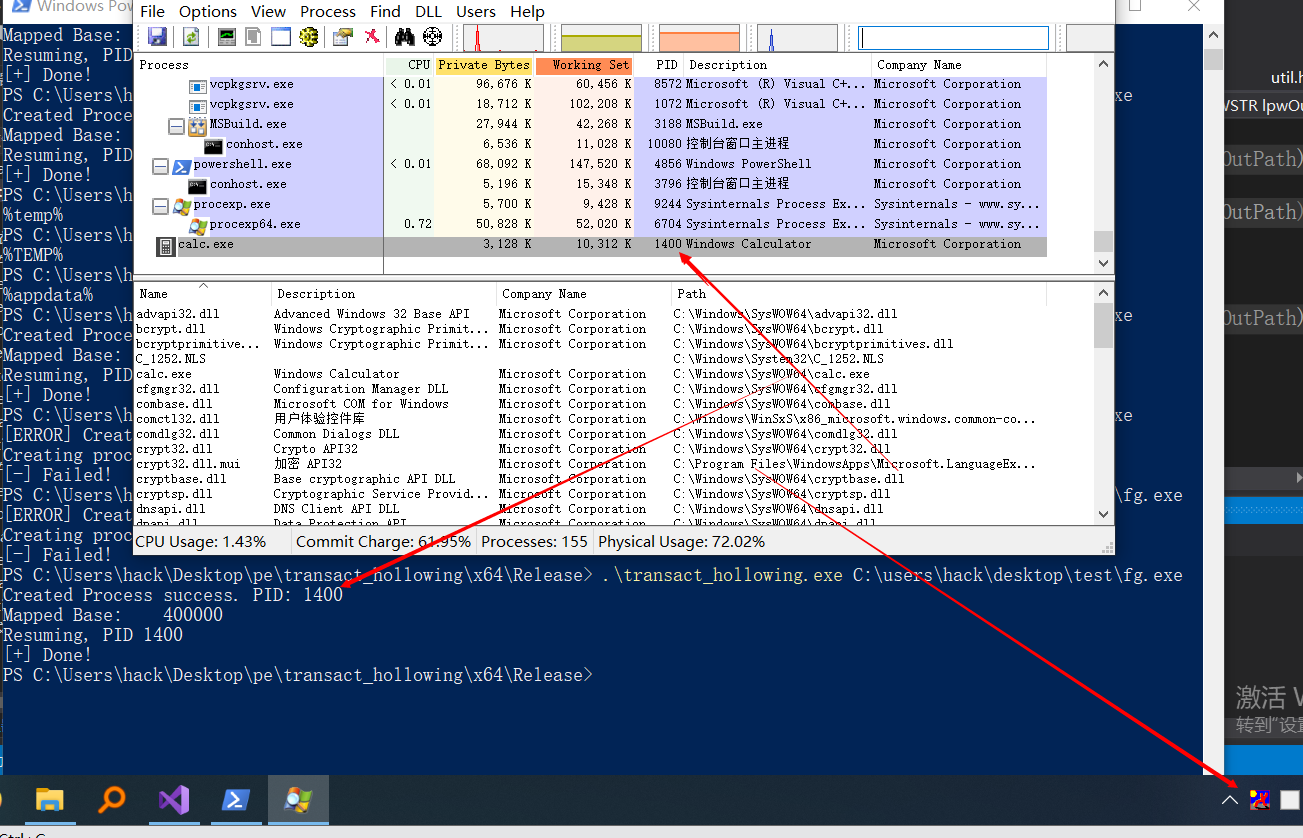 Windows Pow
File Options View Process Find DLL Users Help
Process CPU Private Bytes Working Set PID Description Company Name
vcpkgsrv.exe < 0.01 96,676 K 60,456 K 8572 Microsoft (R) Visual C+... Microsoft Corporation
vcpkgsrv.exe < 0.01 18,712 K 102,208 K 1072 Microsoft (R) Visual C+... Microsoft Corporation
MSBuild.exe 27,944 K 42,268 K 3188 MSBuild.exe Microsoft Corporation
conhost.exe 6,536 K 11,028 K 10080 控制台窗口主进程 Microsoft Corporation
powershell.exe < 0.01 68,092 K 147,520 K 4856 Windows PowerShell Microsoft Corporation
conhost.exe 5,196 K 15,348 K 3796 控制台窗口主进程 Microsoft Corporation
procexp.exe 5,700 K 9,428 K 9244 Sysinternals Process Ex... Sysinternals - www.sy...
procexp64.exe 0.72 50,828 K 52,020 K 6704 Sysinternals Process Ex... Sysinternals - www.sy...
calc.exe 3,128 K 10,312 K 1400 Windows Calculator Microsoft Corporation
Name Description Company Name Path
advapi32.dll Advanced Windows 32 Base API Microsoft Corporation C:\Windows\SysWOW64\advapi32.dll
bcrypt.dll Windows Cryptographic Primit... Microsoft Corporation C:\Windows\SysWOW64\bcrypt.dll
bcryptprimitive... Windows Cryptographic Primit... Microsoft Corporation C:\Windows\SysWOW64\bcryptprimitives.dll
C_1252.NLS C:\Windows\System32\C_1252.NLS
calc.exe Windows Calculator Microsoft Corporation C:\Windows\SysWOW64\calc.exe
cfgmgr32.dll Configuration Manager DLL Microsoft Corporation C:\Windows\SysWOW64\cfgmgr32.dll
combase.dll Microsoft COM for Windows Microsoft Corporation C:\Windows\SysWOW64\combase.dll
comctl32.dll 用户体验控件库 Microsoft Corporation C:\Windows\WinSxS\x86_microsoft.windows.common-co...
comdlg32.dll Common Dialogs DLL Microsoft Corporation C:\Windows\SysWOW64\comdlg32.dll
crypt32.dll Crypto API32 Microsoft Corporation C:\Windows\SysWOW64\crypt32.dll
crypt32.dll.mui 加密 API32 Microsoft Corporation C:\Program Files\WindowsApps\Microsoft.LanguageEx...
cryptbase.dll Base cryptographic API DLL Microsoft Corporation C:\Windows\SysWOW64\cryptbase.dll
cryptsp.dll Cryptographic Service Provid... Microsoft Corporation C:\Windows\SysWOW64\cryptsp.dll
dnsapi.dll DNS Client API DLL Microsoft Corporation C:\Windows\SysWOW64\dnsapi.dll
dpapi.dll Data Protection API Microsoft Corporation C:\Windows\SysWOW64\dpapi.dll
CPU Usage: 1.43% Commit Charge: 61.95% Processes: 155 Physical Usage: 72.02%
Mapped Base:
Resuming, PID
[+] Done!
PS C:\Users\h xe
Created Proce
Mapped Base:
Resuming, PID
[+] Done!
PS C:\Users\h
%temp%
PS C:\Users\h
%TEMP%
PS C:\Users\h
%appdata%
PS C:\Users\h xe
Created Proce
Mapped Base:
Resuming, PID
[+] Done!
PS C:\Users\h xe
[ERROR] Creat
Creating proc
[-] Failed!
PS C:\Users\h \fg.exe
[ERROR] Creat
Creating proc
[-] Failed!
PS C:\Users\hack\Desktop\pe\transact_hollowing\x64\Release> .\transact_hollowing.exe C:\users\hack\desktop\test\fg.exe
Created Process success. PID: 1400
Mapped Base: 400000
Resuming, PID 1400
[+] Done!
PS C:\Users\hack\Desktop\pe\transact_hollowing\x64\Release>
util.h
WSTR lpwOu
OutPath)
OutPath)
OutPath)
激活 W
转到“设置
Ctrl+C